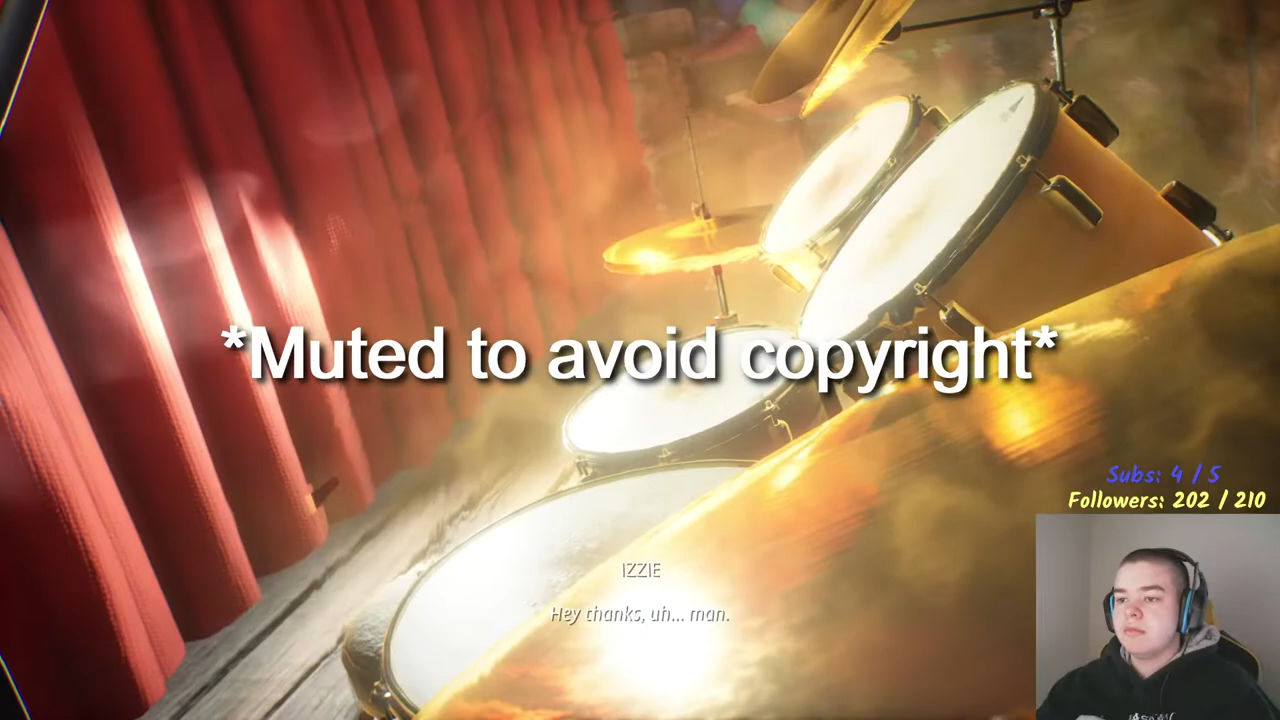 *Muted to avoid copyright*
Subs: 4 / 5
Followers: 202 / 210
IZZIE
Hey thanks, uh... man.